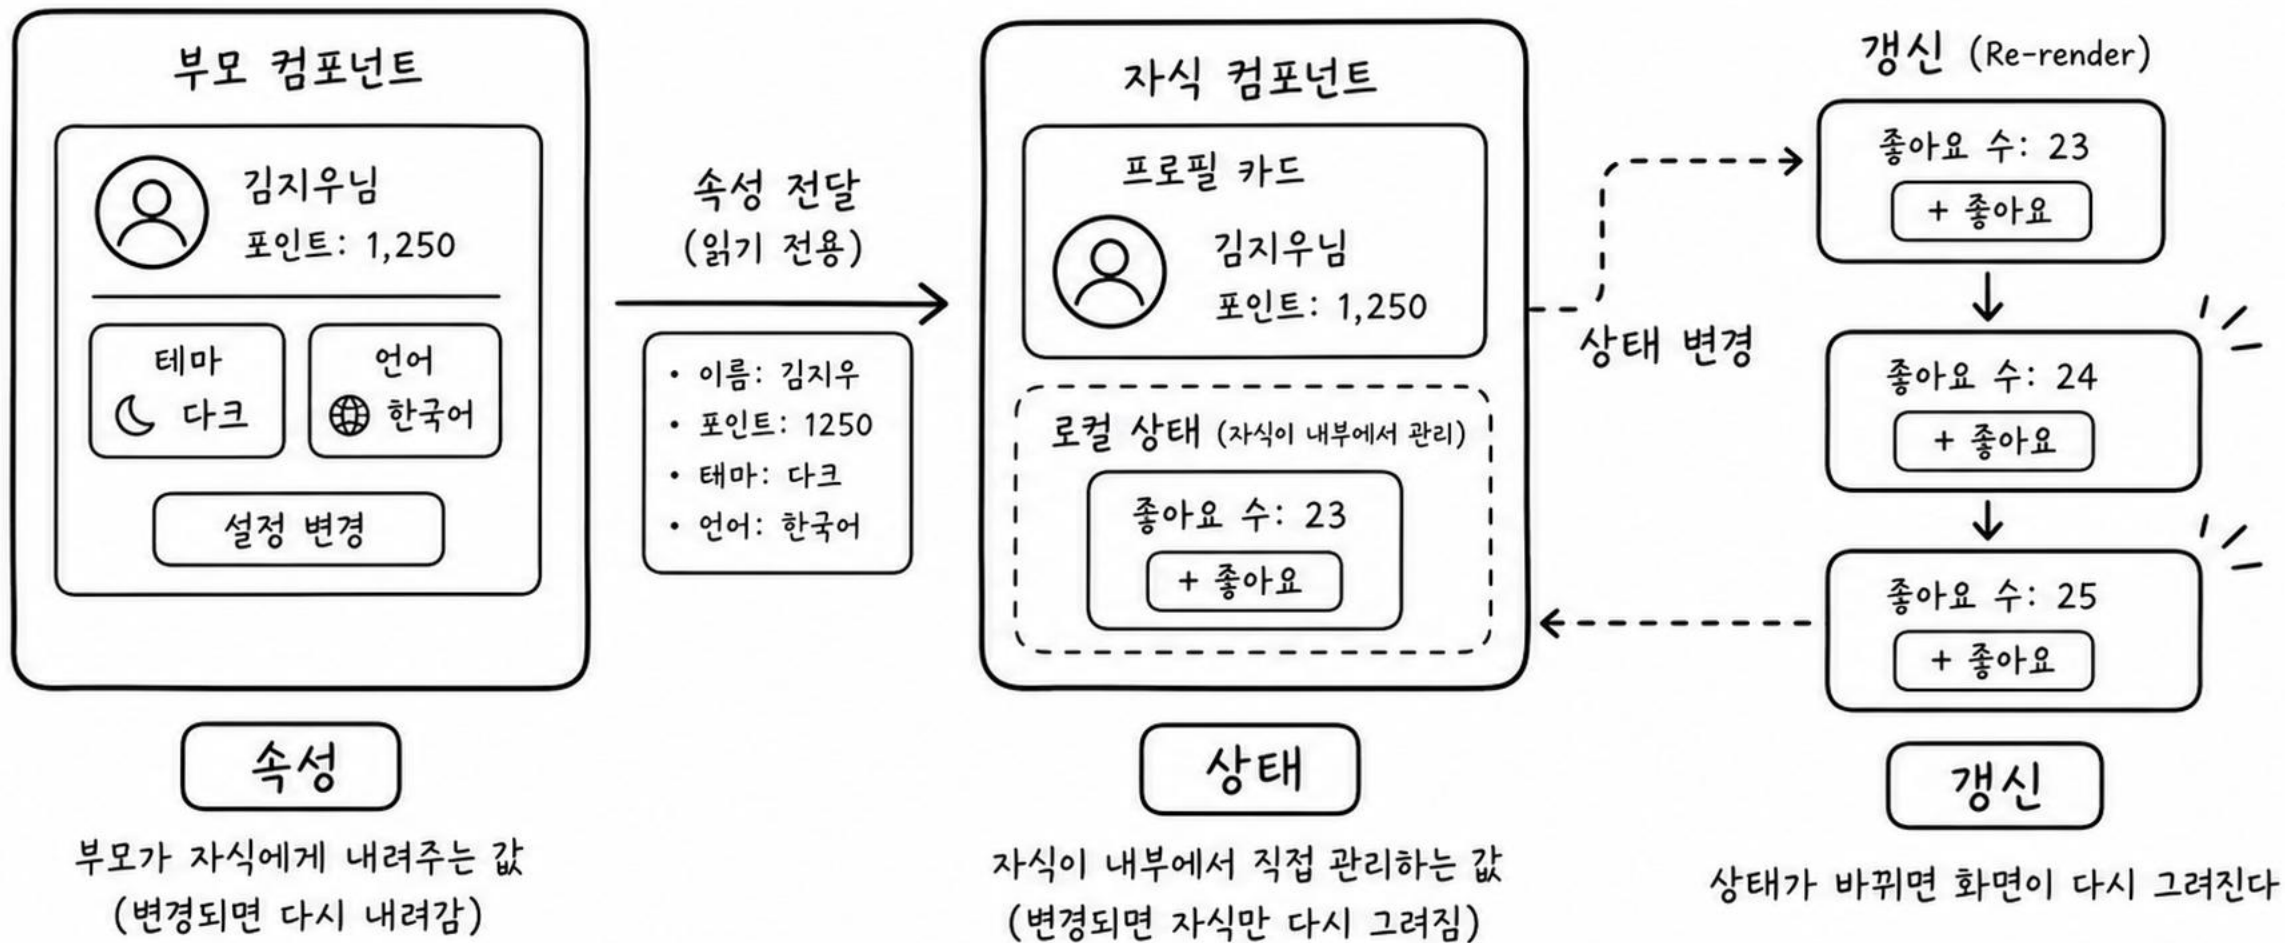 부모 컴포넌트
김지우님
포인트: 1,250
테마
다크
언어
한국어
설정 변경
속성
부모가 자식에게 내려주는 값
(변경되면 다시 내려감)
속성 전달
(읽기 전용)
• 이름: 김지우
• 포인트: 1250
• 테마: 다크
• 언어: 한국어
자식 컴포넌트
프로필 카드
김지우님
포인트: 1,250
로컬 상태 (자식이 내부에서 관리)
좋아요 수: 23
+ 좋아요
상태
자식이 내부에서 직접 관리하는 값
(변경되면 자식만 다시 그려짐)
상태 변경
갱신 (Re-render)
좋아요 수: 23
+ 좋아요
좋아요 수: 24
+ 좋아요
좋아요 수: 25
+ 좋아요
갱신
상태가 바뀌면 화면이 다시 그려진다